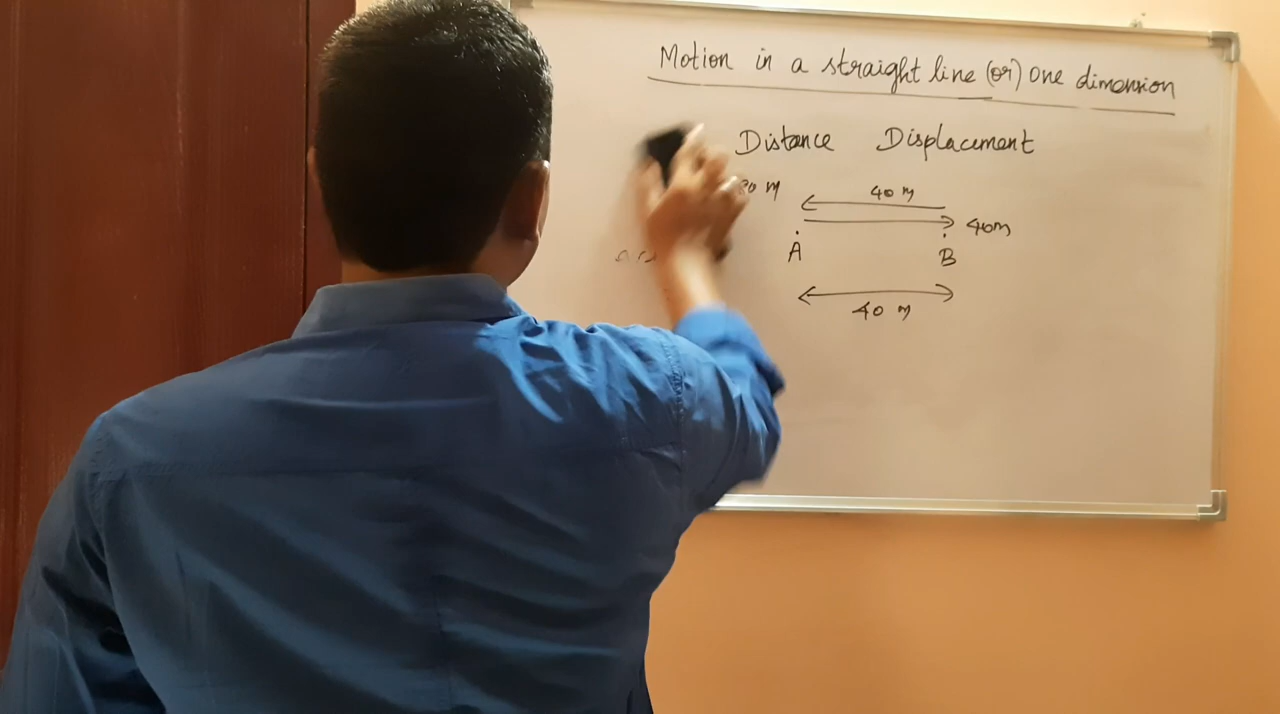 Motion in a straight line (or) One dimension
Distance Displacement
40 m
40m
A B
40 m